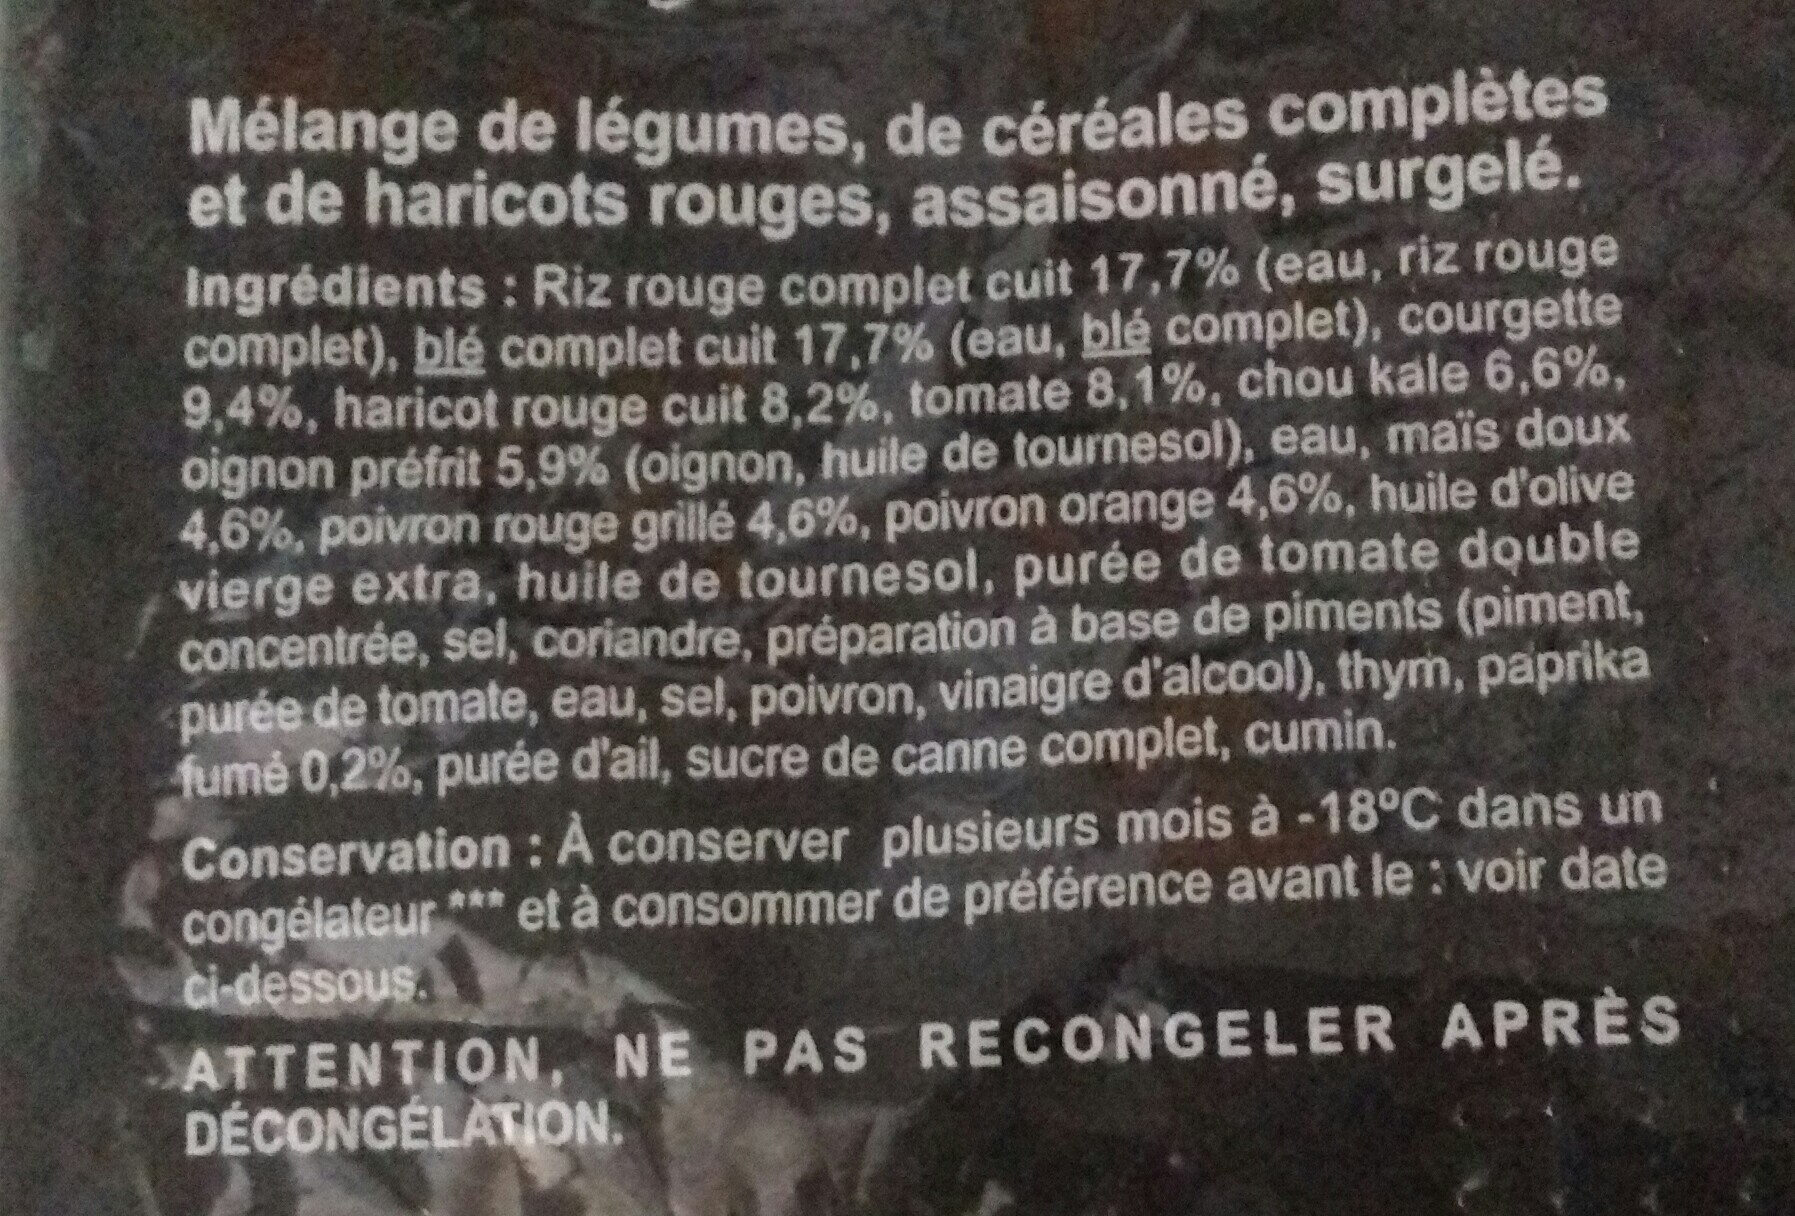 Mélange de légumes, de céréales complètes
et de haricots rouges, assaisonné, surgelé.
Ingrédients : Riz rouge complet cuit 17,7% (eau, riz rouge
complet), blé complet cuit 17,7% (eau, blé complet), courgette
9,4%, haricot rouge cuit 8,2%, tomate 8,1%, chou kale 6,6%,
oignon préfrit 5,9% (oignon, huile de tournesol), eau, maïs doux
4,6%, poivron rouge grillé 4,6%, poivron orange 4,6%, huile d'olive
vierge extra, huile de tournesol, purée de tomate double
concentrée, sel, coriandre, préparation à base de piments (piment,
purée de tomate, eau, sel, poivron, vinaigre d'alcool), thym, paprika
fumé 0,2%, purée d'ail, sucre de canne complet, cumin.
Conservation : À conserver plusieurs mois à -18°C dans un
congélateur *** et à consommer de préférence avant le : voir date
ci-dessous.
ATTENTION, NE PAS RECONGELER APRÈS
DÉCONGÉLATION.